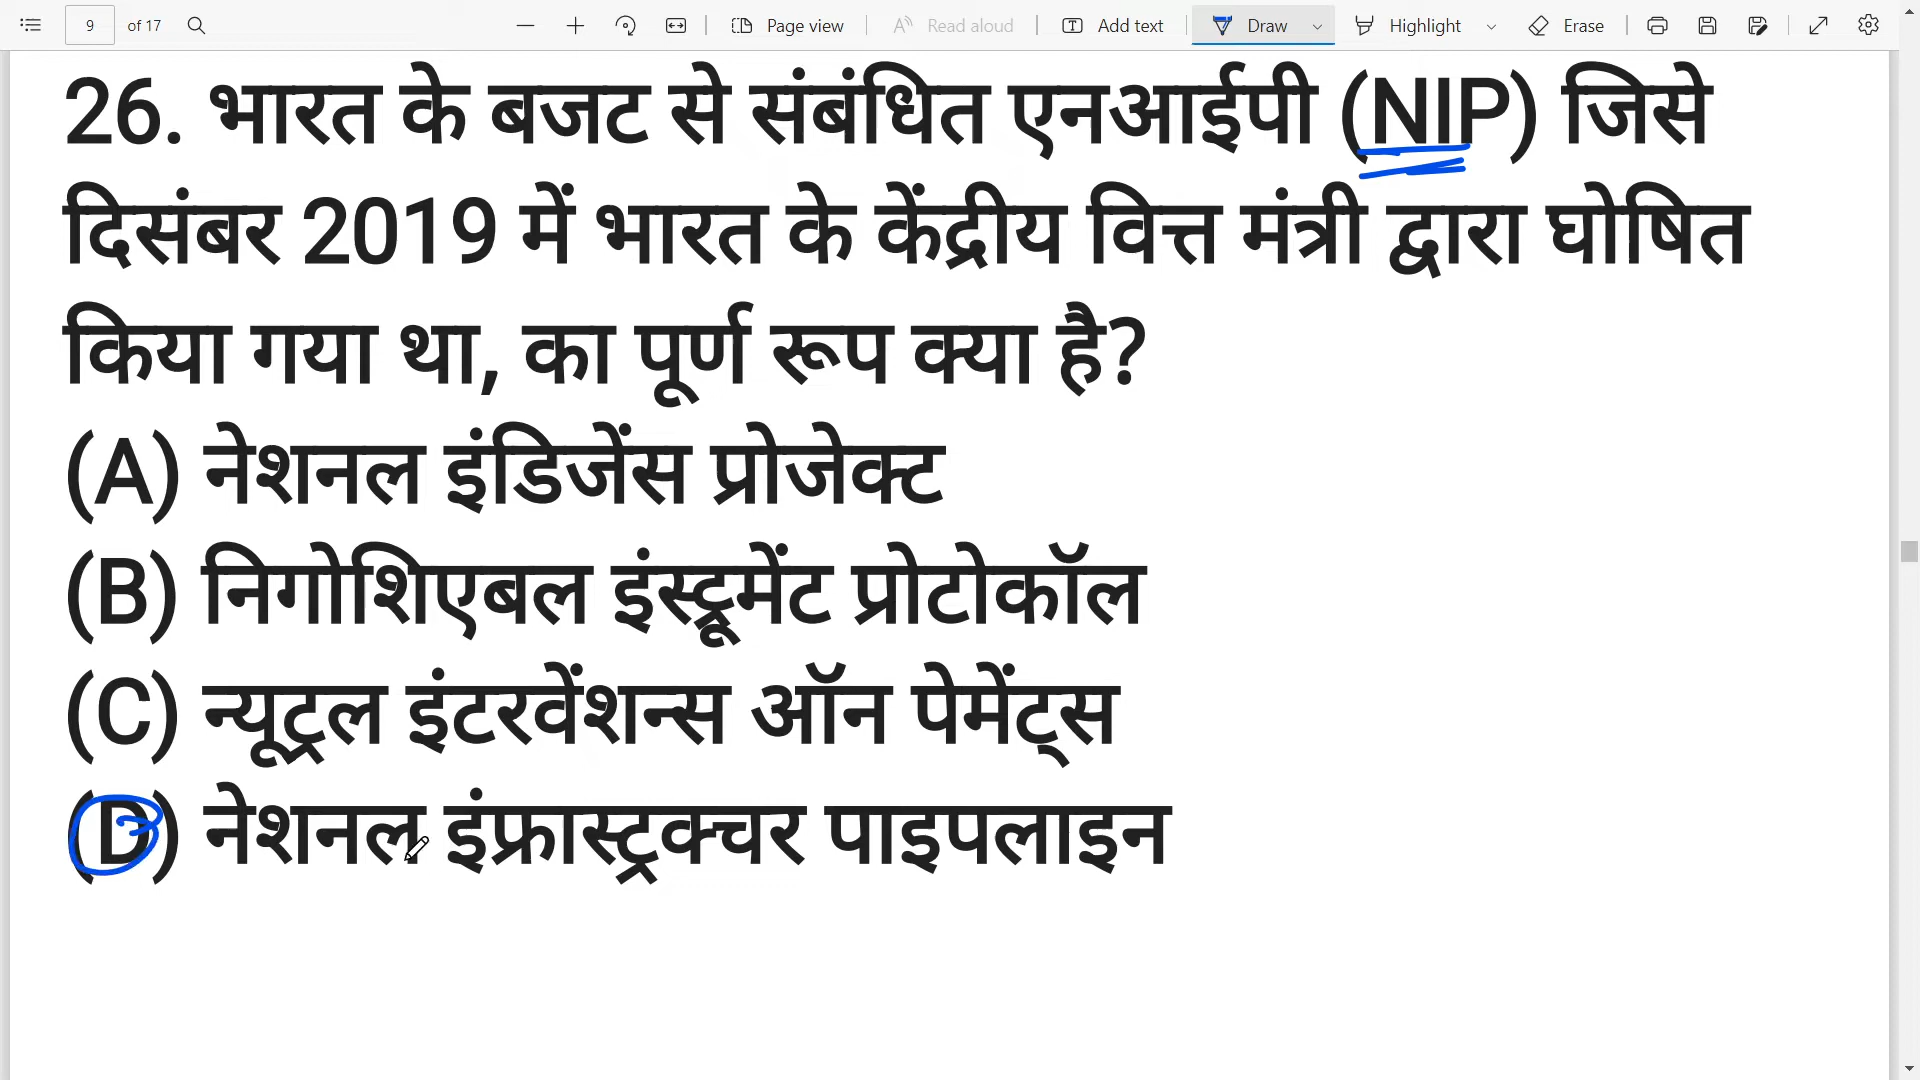 9 of 17 Page view Read aloud Add text Draw Highlight Erase
26. भारत के बजट से संबंधित एनआईपी (NIP) जिसे
दिसंबर 2019 में भारत के केंद्रीय वित्त मंत्री द्वारा घोषित
किया गया था, का पूर्ण रूप क्या है?
(A) नेशनल इंडिजेंस प्रोजेक्ट
(B) निगोशिएबल इंस्ट्रूमेंट प्रोटोकॉल
(C) न्यूट्रल इंटरवेंशन्स ऑन पेमेंट्स
(D) नेशनल इंफ्रास्ट्रक्चर पाइपलाइन